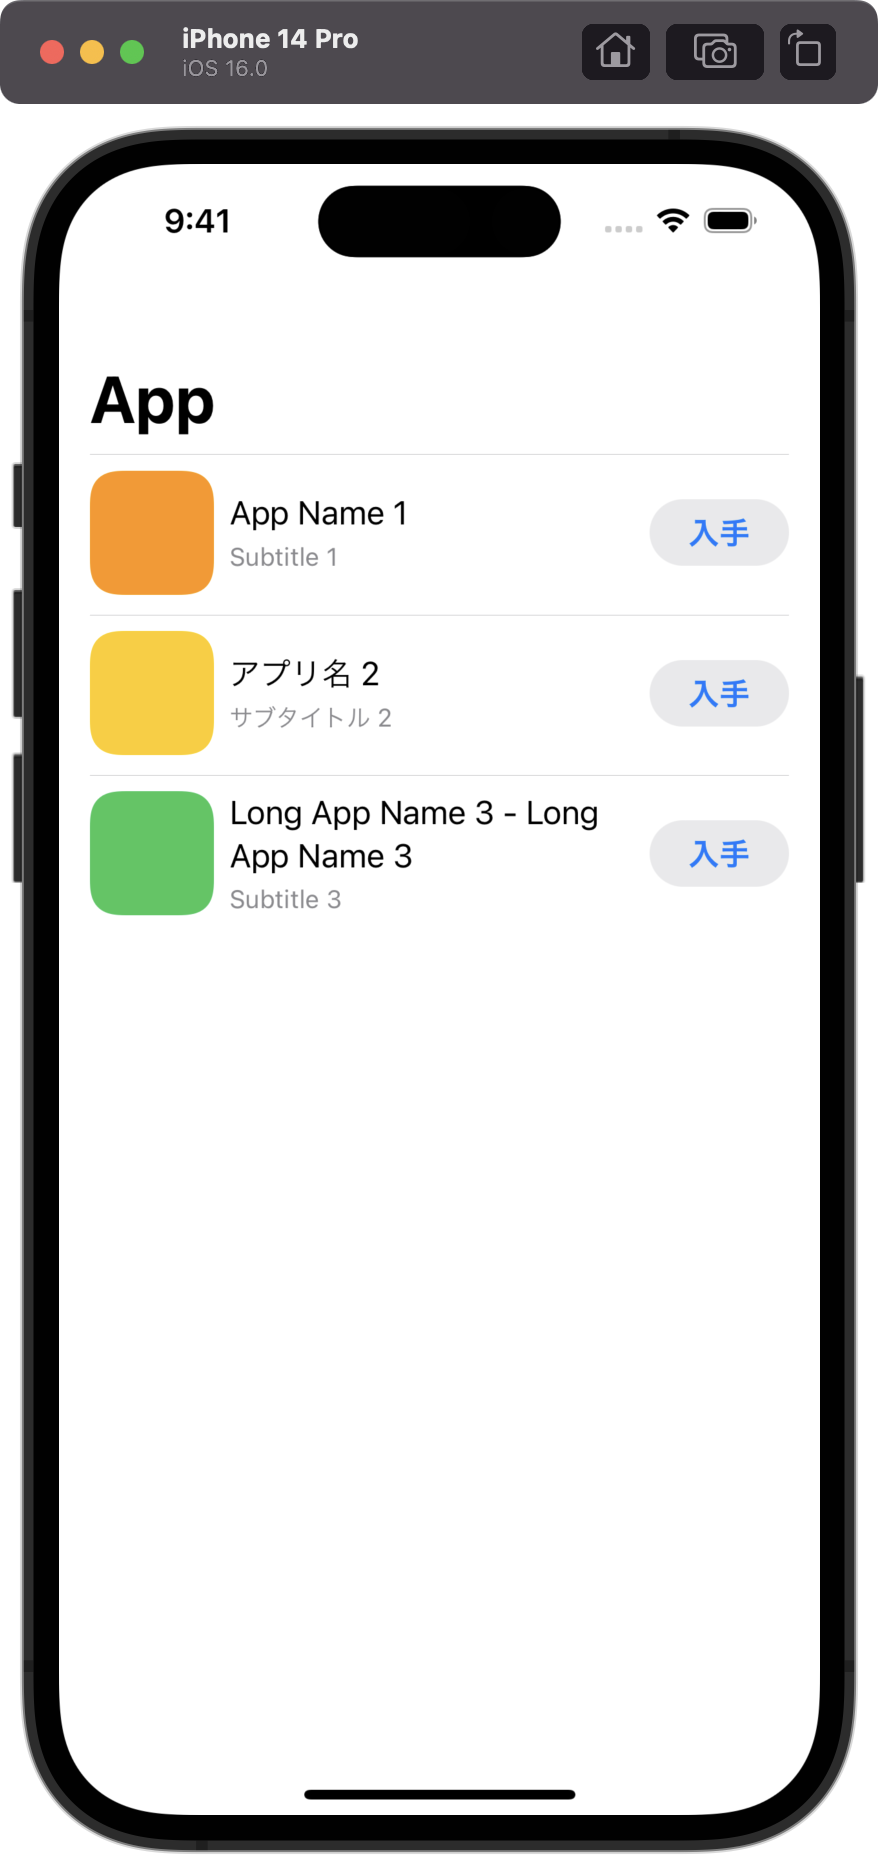 iPhone 14 Pro
iOS 16.0
9:41
App
App Name 1
Subtitle 1
入手
アプリ名 2
サブタイトル 2
入手
Long App Name 3 - Long
App Name 3
Subtitle 3
入手